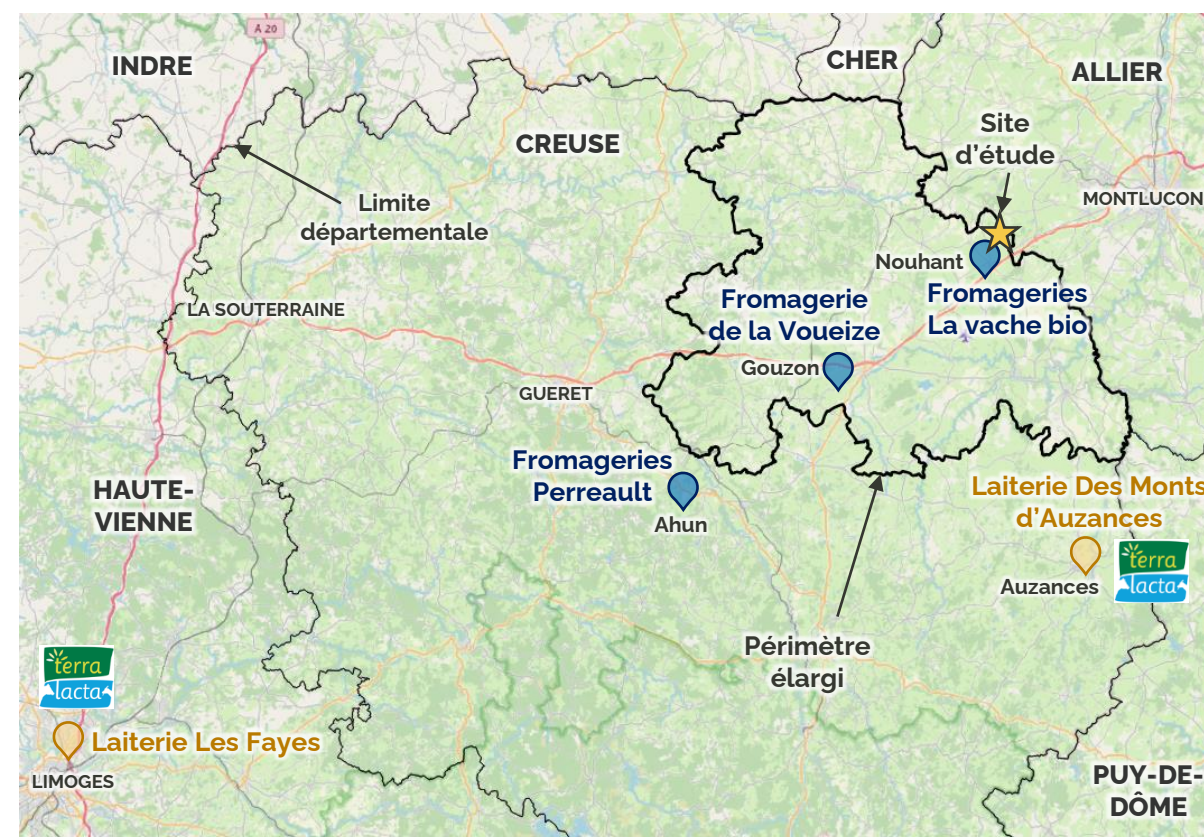 A 20
INDRE
CHER
ALLIER
CREUSE
Site
d'étude
Limite
départementale
MONTLUCON
Nouhant
Fromageries
La vache bio
Fromagerie
de la Voueize
LA SOUTERRAINE
Gouzon
GUERET
Fromageries
Perreault
Ahun
HAUTE-
VIENNE
Laiterie Des Monts
d'Auzances
terra
lacta
Auzances
Périmètre
élargi
terra
lacta
Laiterie Les Fayes
LIMOGES
PUY-DE-
DÔME